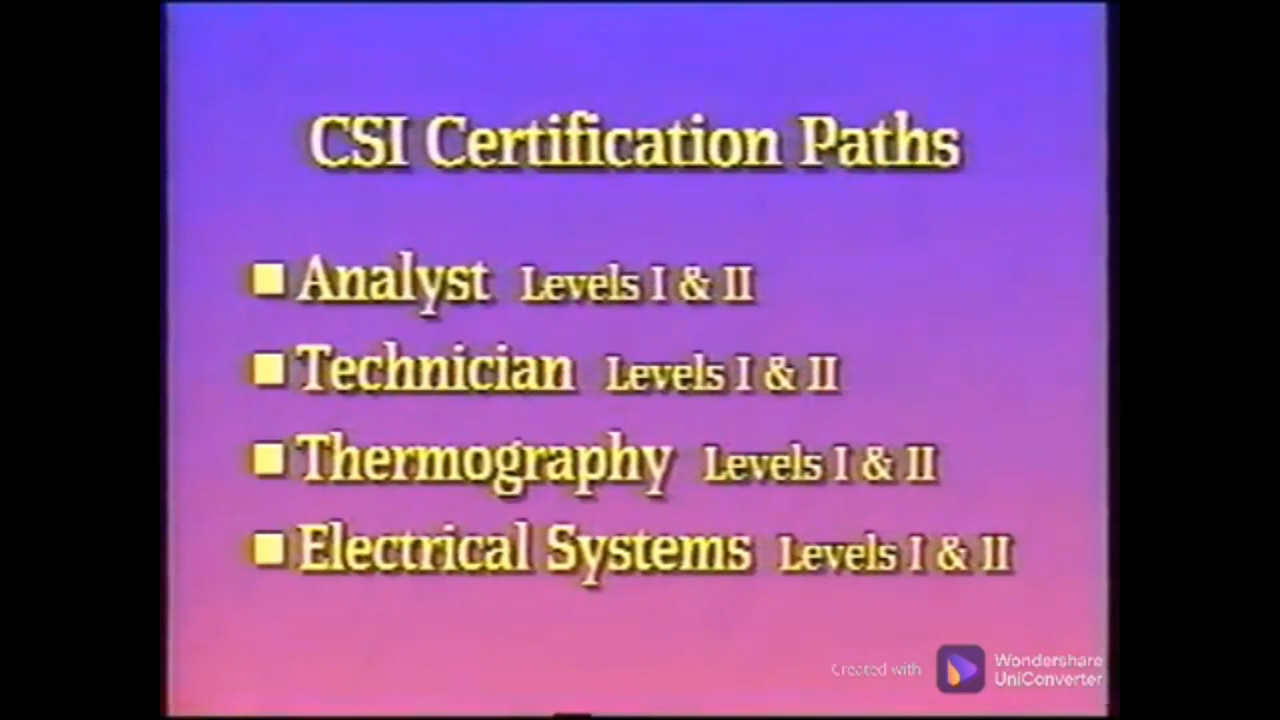 CSI Certification Paths
■ Analyst Levels I & II
■ Technician Levels I & II
■ Thermography Levels I & II
■ Electrical Systems Levels I & II
Created with
Wondershare
UniConverter